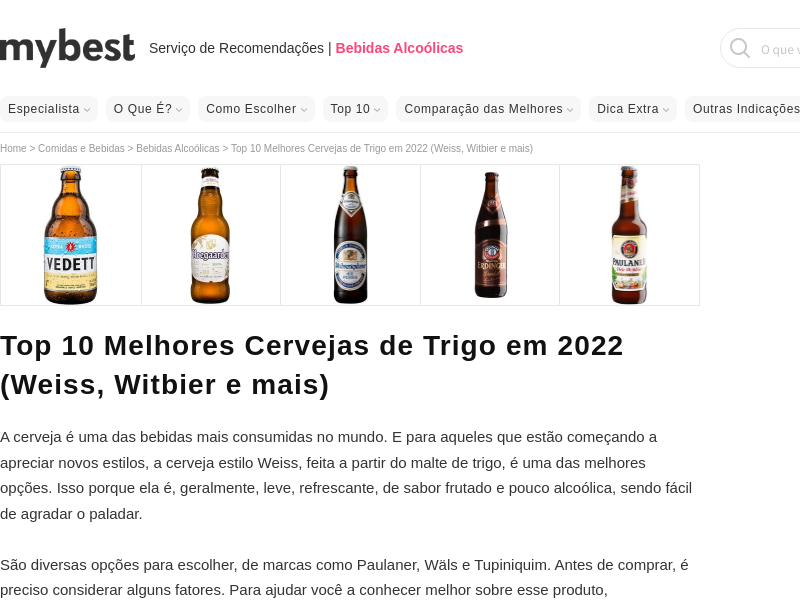 mybest Serviço de Recomendações | Bebidas Alcoólicas O que v
Especialista O Que É? Como Escolher Top 10 Comparação das Melhores Dica Extra Outras Indicações
Home > Comidas e Bebidas > Bebidas Alcoólicas > Top 10 Melhores Cervejas de Trigo em 2022 (Weiss, Witbier e mais)
VEDETT Hoegaarden ERDINGER PAULANER
Top 10 Melhores Cervejas de Trigo em 2022
(Weiss, Witbier e mais)
A cerveja é uma das bebidas mais consumidas no mundo. E para aqueles que estão começando a
apreciar novos estilos, a cerveja estilo Weiss, feita a partir do malte de trigo, é uma das melhores
opções. Isso porque ela é, geralmente, leve, refrescante, de sabor frutado e pouco alcoólica, sendo fácil
de agradar o paladar.
São diversas opções para escolher, de marcas como Paulaner, Wäls e Tupiniquim. Antes de comprar, é
preciso considerar alguns fatores. Para ajudar você a conhecer melhor sobre esse produto,